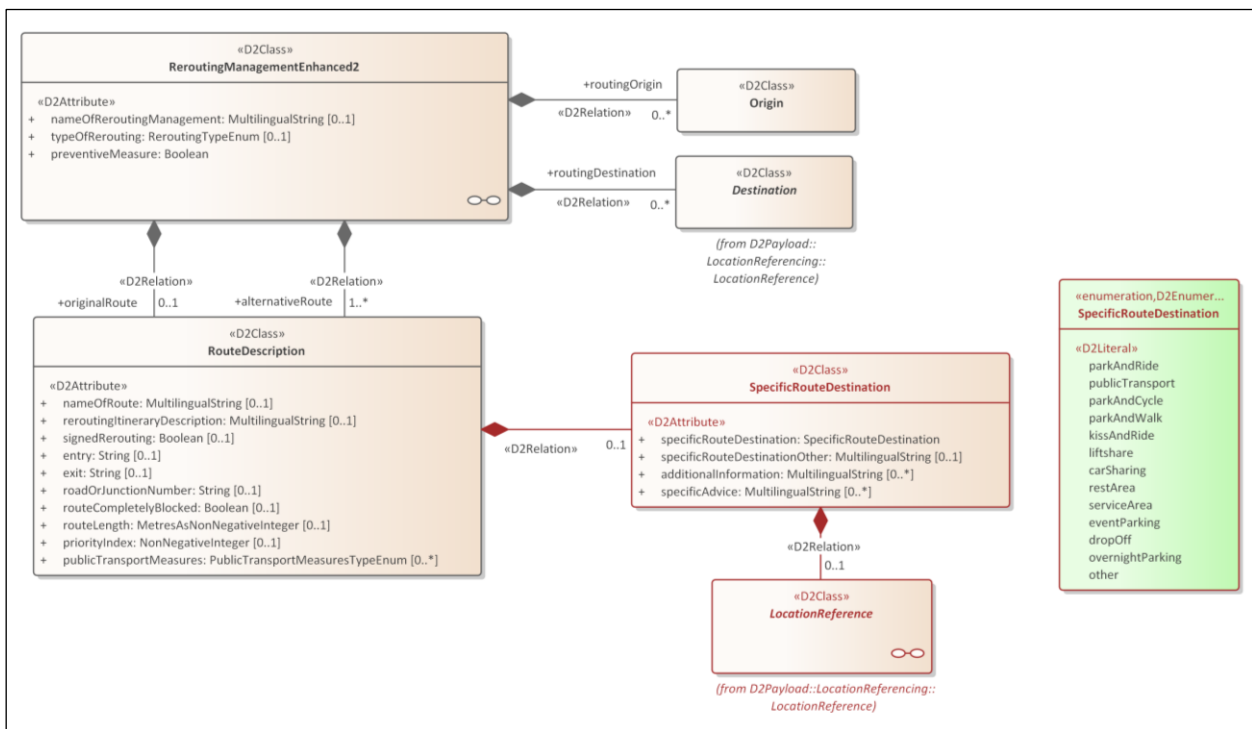 «D2Class»
ReroutingManagementEnhanced2
«D2Attribute»
+ nameOfReroutingManagement: MultilingualString [0..1]
+ typeOfRerouting: ReroutingTypeEnum [0..1]
+ preventiveMeasure: Boolean
+routingOrigin
«D2Relation»
0..*
«D2Class»
Origin
+routingDestination
«D2Relation»
0..*
«D2Class»
Destination
(from D2Payload::
LocationReferencing::
LocationReference)
«D2Relation»
+originalRoute
0..1
«D2Relation»
+alternativeRoute
1..*
«D2Class»
RouteDescription
«D2Attribute»
+ nameOfRoute: MultilingualString [0..1]
+ reroutingItineraryDescription: MultilingualString [0..1]
+ signedRerouting: Boolean [0..1]
+ entry: String [0..1]
+ exit: String [0..1]
+ roadOrJunctionNumber: String [0..1]
+ routeCompletelyBlocked: Boolean [0..1]
+ routeLength: MetresAsNonNegativeInteger [0..1]
+ priorityIndex: NonNegativeInteger [0..1]
+ publicTransportMeasures: PublicTransportMeasuresTypeEnum [0..*]
«D2Relation»
0..1
«D2Class»
SpecificRouteDestination
«D2Attribute»
+ specificRouteDestination: SpecificRouteDestination
+ specificRouteDestinationOther: MultilingualString [0..1]
+ additionalInformation: MultilingualString [0..*]
+ specificAdvice: MultilingualString [0..*]
«D2Relation»
0..1
«D2Class»
LocationReference
(from D2Payload::LocationReferencing::
LocationReference)
«enumeration,D2Enumer...
SpecificRouteDestination
«D2Literal»
parkAndRide
publicTransport
parkAndCycle
parkAndWalk
kissAndRide
liftshare
carSharing
restArea
serviceArea
eventParking
dropOff
overnightParking
other